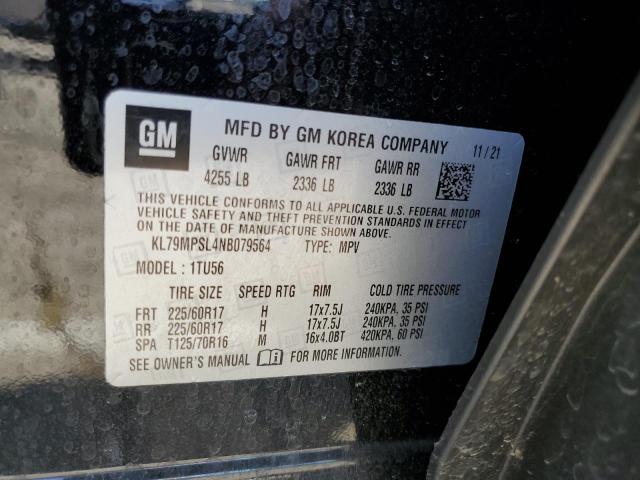 GM
MFD BY GM KOREA COMPANY 11/21
GVWR GAWR FRT GAWR RR
4255 LB 2336 LB 2336 LB
THIS VEHICLE CONFORMS TO ALL APPLICABLE U.S. FEDERAL MOTOR
VEHICLE SAFETY AND THEFT PREVENTION STANDARDS IN EFFECT
ON THE DATE OF MANUFACTURE SHOWN ABOVE.
KL79MPSL4NB079564 TYPE: MPV
MODEL : 1TU56
TIRE SIZE SPEED RTG RIM COLD TIRE PRESSURE
FRT 225/60R17 H 17x7.5J 240KPA, 35 PSI
RR 225/60R17 H 17x7.5J 240KPA, 35 PSI
SPA T125/70R16 M 16x4.0BT 420KPA, 60 PSI
SEE OWNER'S MANUAL FOR MORE INFORMATION.